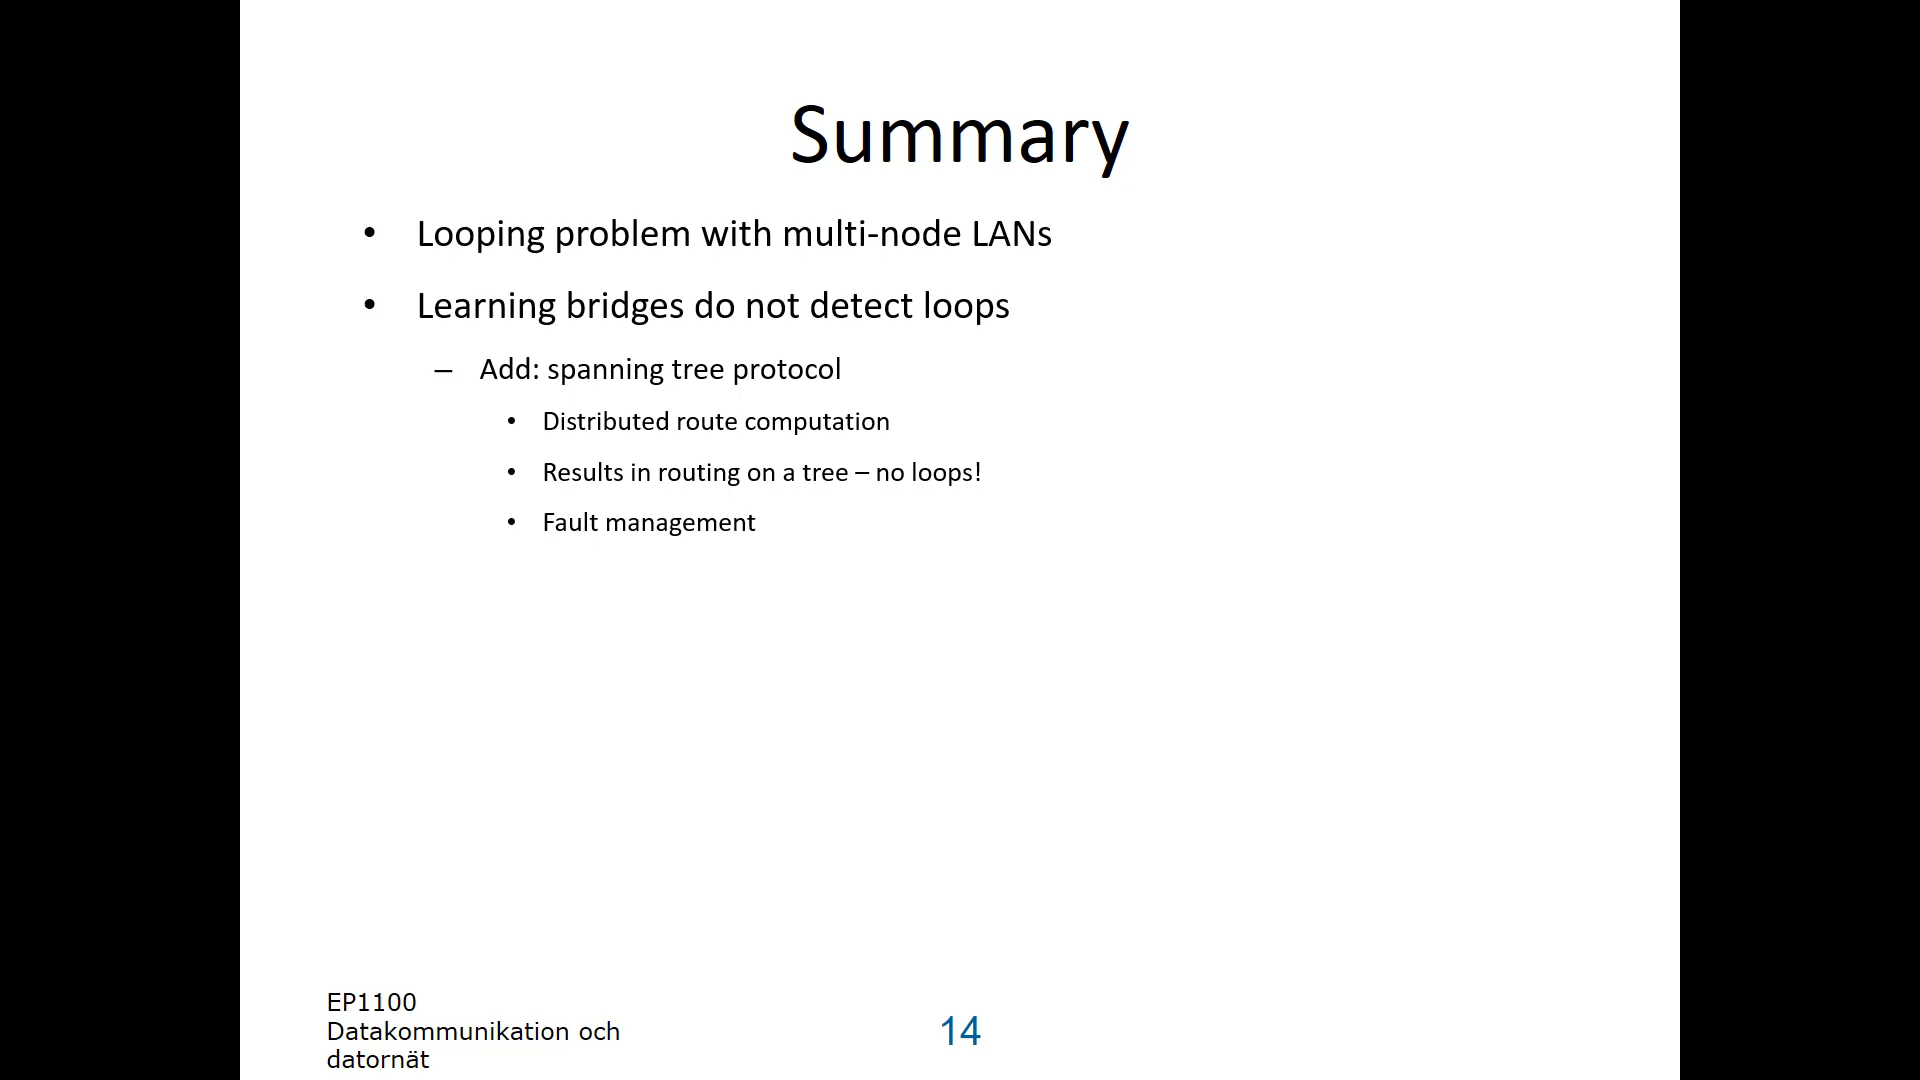 Summary
• Looping problem with multi-node LANs
• Learning bridges do not detect loops
– Add: spanning tree protocol
• Distributed route computation
• Results in routing on a tree – no loops!
• Fault management
EP1100
Datakommunikation och
datornät
14